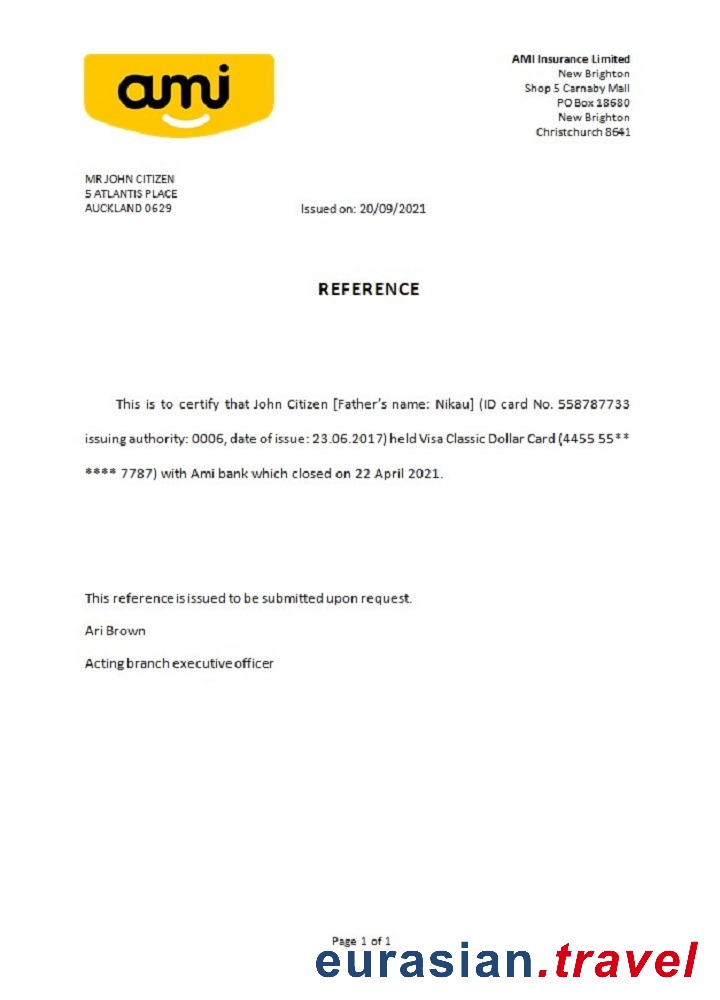 ami
AMI Insurance Limited
New Brighton
Shop 5 Carnaby Mall
PO Box 18680
New Brighton
Christchurch 8641
MR JOHN CITIZEN
5 ATLANTIS PLACE
AUCKLAND 0629
Issued on: 20/09/2021
REFERENCE
This is to certify that John Citizen [Father's name: Nikau] (ID card No. 558787733
issuing authority: 0006, date of issue: 23.06.2017) held Visa Classic Dollar Card (4455 55**
**** 7787) with Ami bank which closed on 22 April 2021.
This reference is issued to be submitted upon request.
Ari Brown
Acting branch executive officer
Page 1 of 1
eurasian.travel